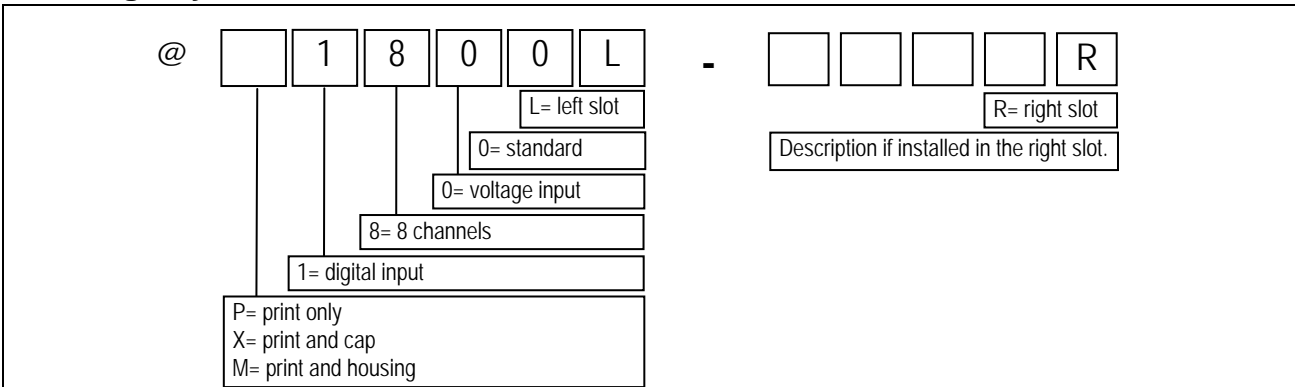 @ 1 8 0 0 L - R
L= left slot
R= right slot
0= standard
Description if installed in the right slot.
0= voltage input
8= 8 channels
1= digital input
P= print only
X= print and cap
M= print and housing